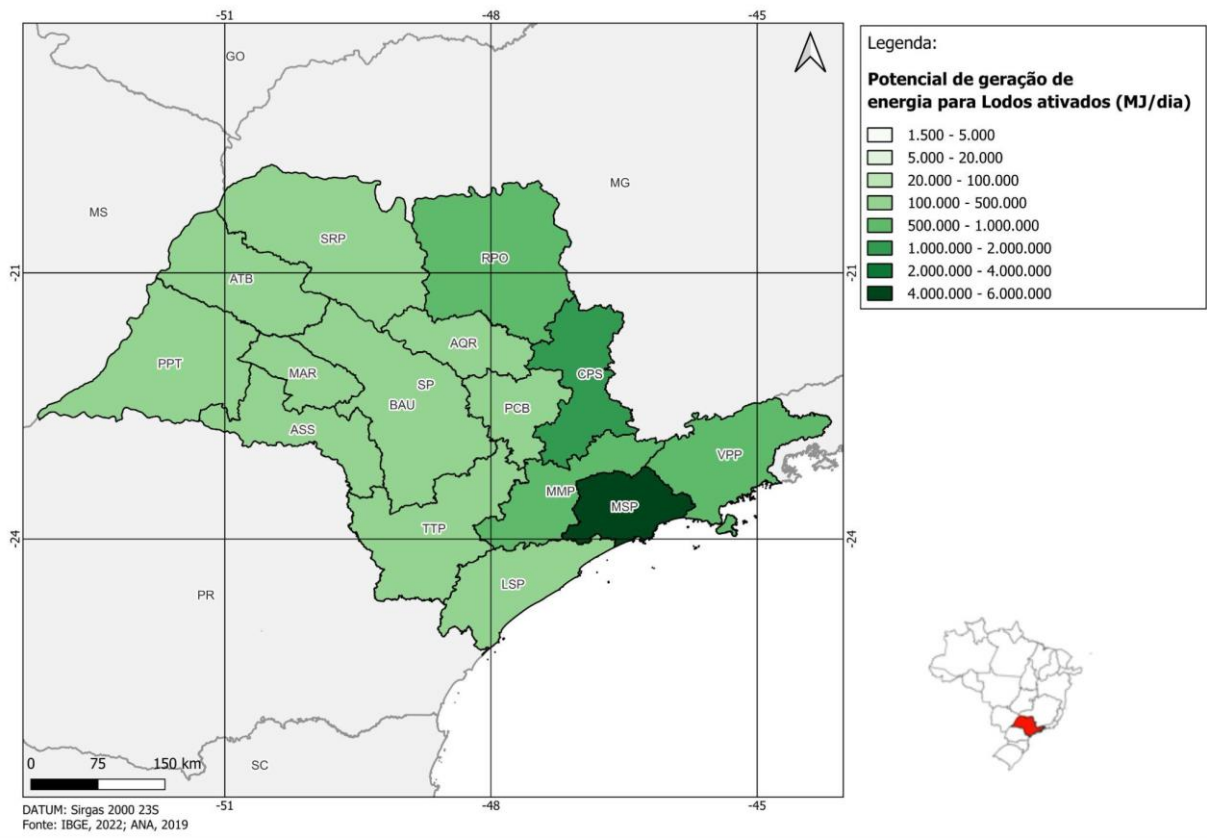 -51
-48
-45
GO
MG
MS
SRP
RPO
-21
-21
ATB
AQR
PPT
MAR
SP
CPS
BAU
PCB
ASS
VPP
MMP
MSP
TTP
-24
-24
LSP
PR
SC
0 75 150 km
-51
-48
-45
DATUM: Sirgas 2000 23S
Fonte: IBGE, 2022; ANA, 2019
Legenda:
Potencial de geração de
energia para Lodos ativados (MJ/dia)
1.500 - 5.000
5.000 - 20.000
20.000 - 100.000
100.000 - 500.000
500.000 - 1.000.000
1.000.000 - 2.000.000
2.000.000 - 4.000.000
4.000.000 - 6.000.000